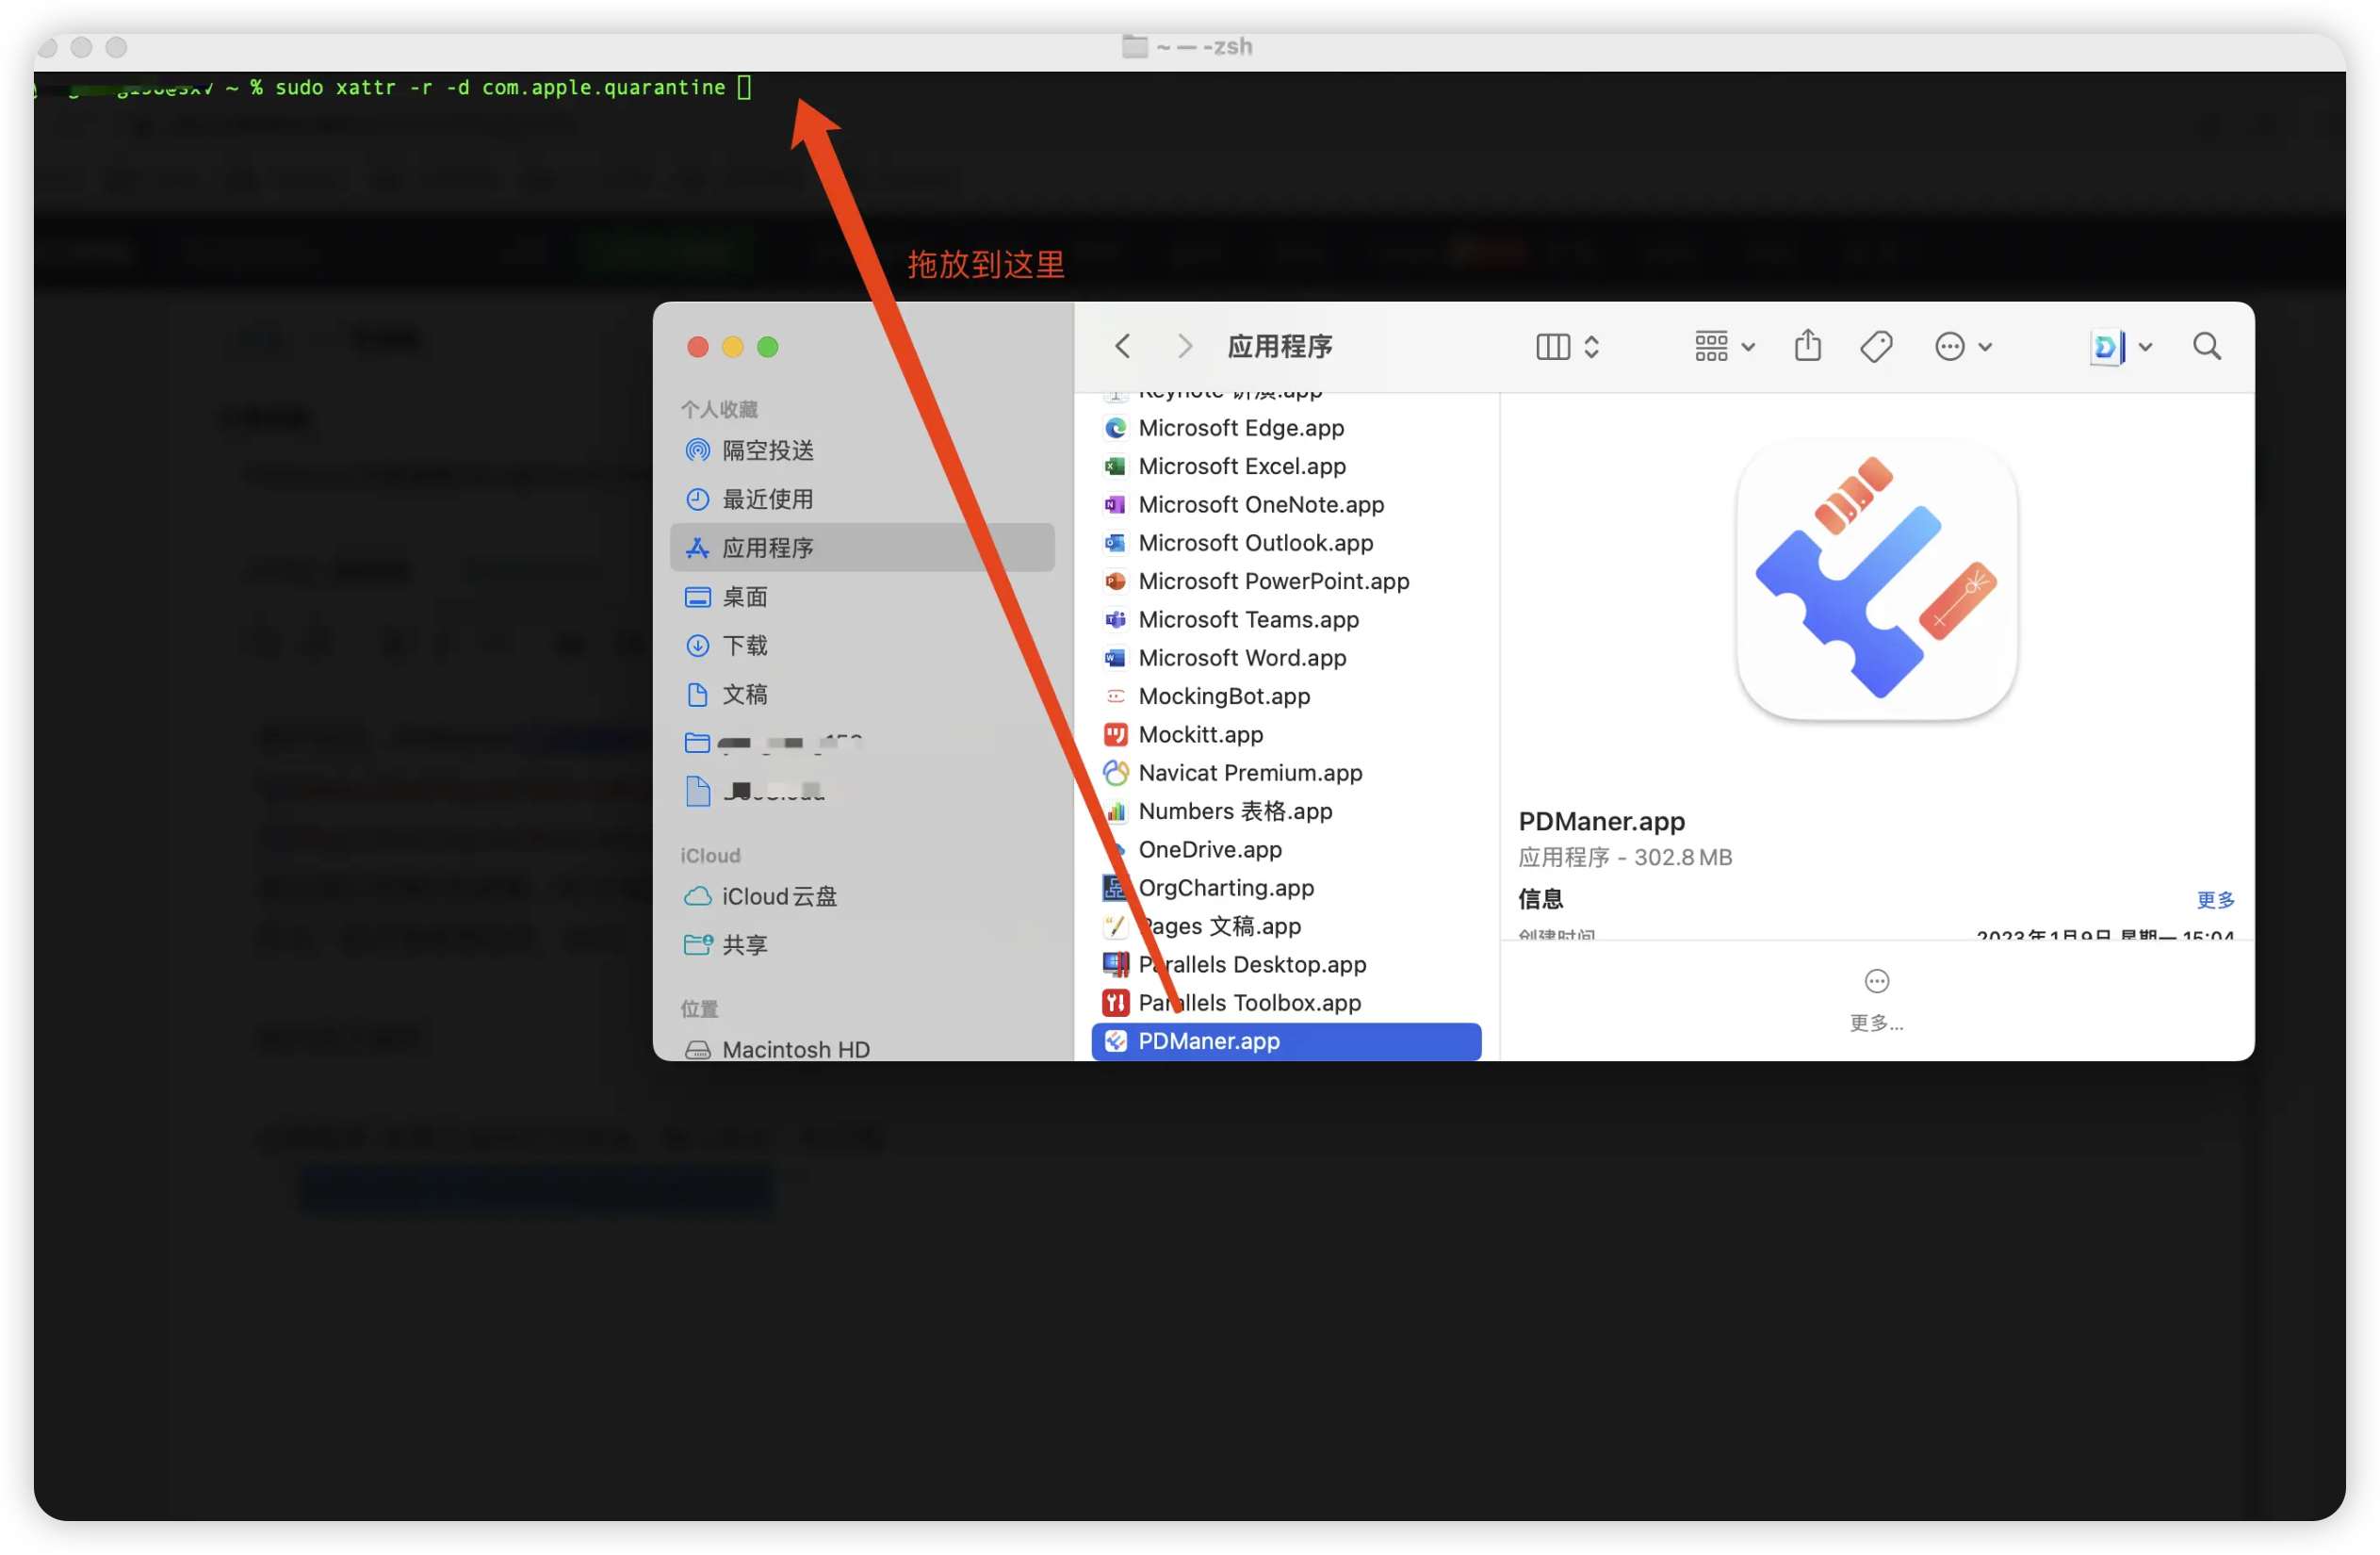 ~ — -zsh
~ % sudo xattr -r -d com.apple.quarantine
拖放到这里
应用程序
个人收藏
隔空投送
最近使用
应用程序
桌面
下载
文稿
iCloud
iCloud云盘
共享
位置
Macintosh HD
Keynote 讲演.app
Microsoft Edge.app
Microsoft Excel.app
Microsoft OneNote.app
Microsoft Outlook.app
Microsoft PowerPoint.app
Microsoft Teams.app
Microsoft Word.app
MockingBot.app
Mockitt.app
Navicat Premium.app
Numbers 表格.app
OneDrive.app
OrgCharting.app
Pages 文稿.app
Parallels Desktop.app
Parallels Toolbox.app
PDManer.app
PDManer.app
应用程序 - 302.8 MB
信息
更多
创建时间
2023年1月9日 星期一 15:04
更多...